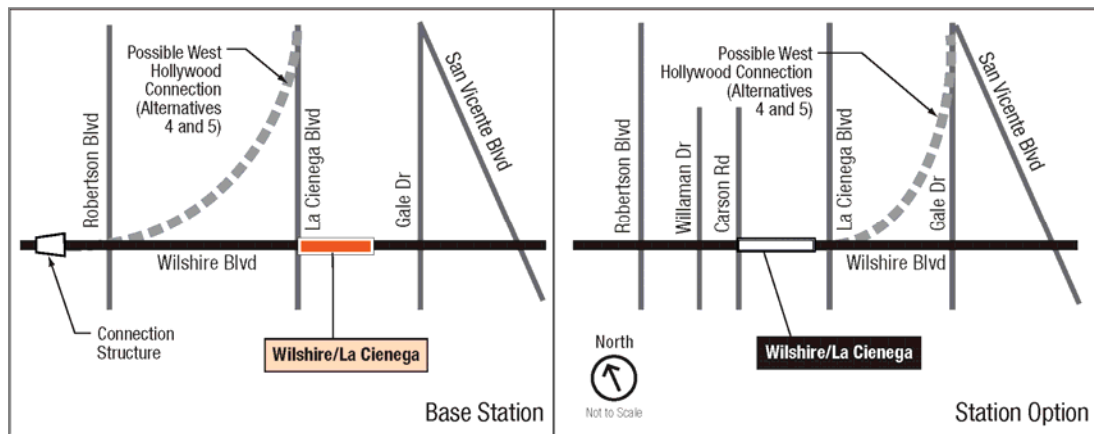 Possible West
Hollywood
Connection
(Alternatives
4 and 5)
Robertson Blvd
La Cienega Blvd
Gale Dr
San Vicente Blvd
Wilshire Blvd
Connection
Structure
Wilshire/La Cienega
Base Station
Possible West
Hollywood Connection
(Alternatives
4 and 5)
Robertson Blvd
Willaman Dr
Carson Rd
La Cienega Blvd
Gale Dr
San Vicente Blvd
Wilshire Blvd
Wilshire/La Cienega
North
Not to Scale
Station Option